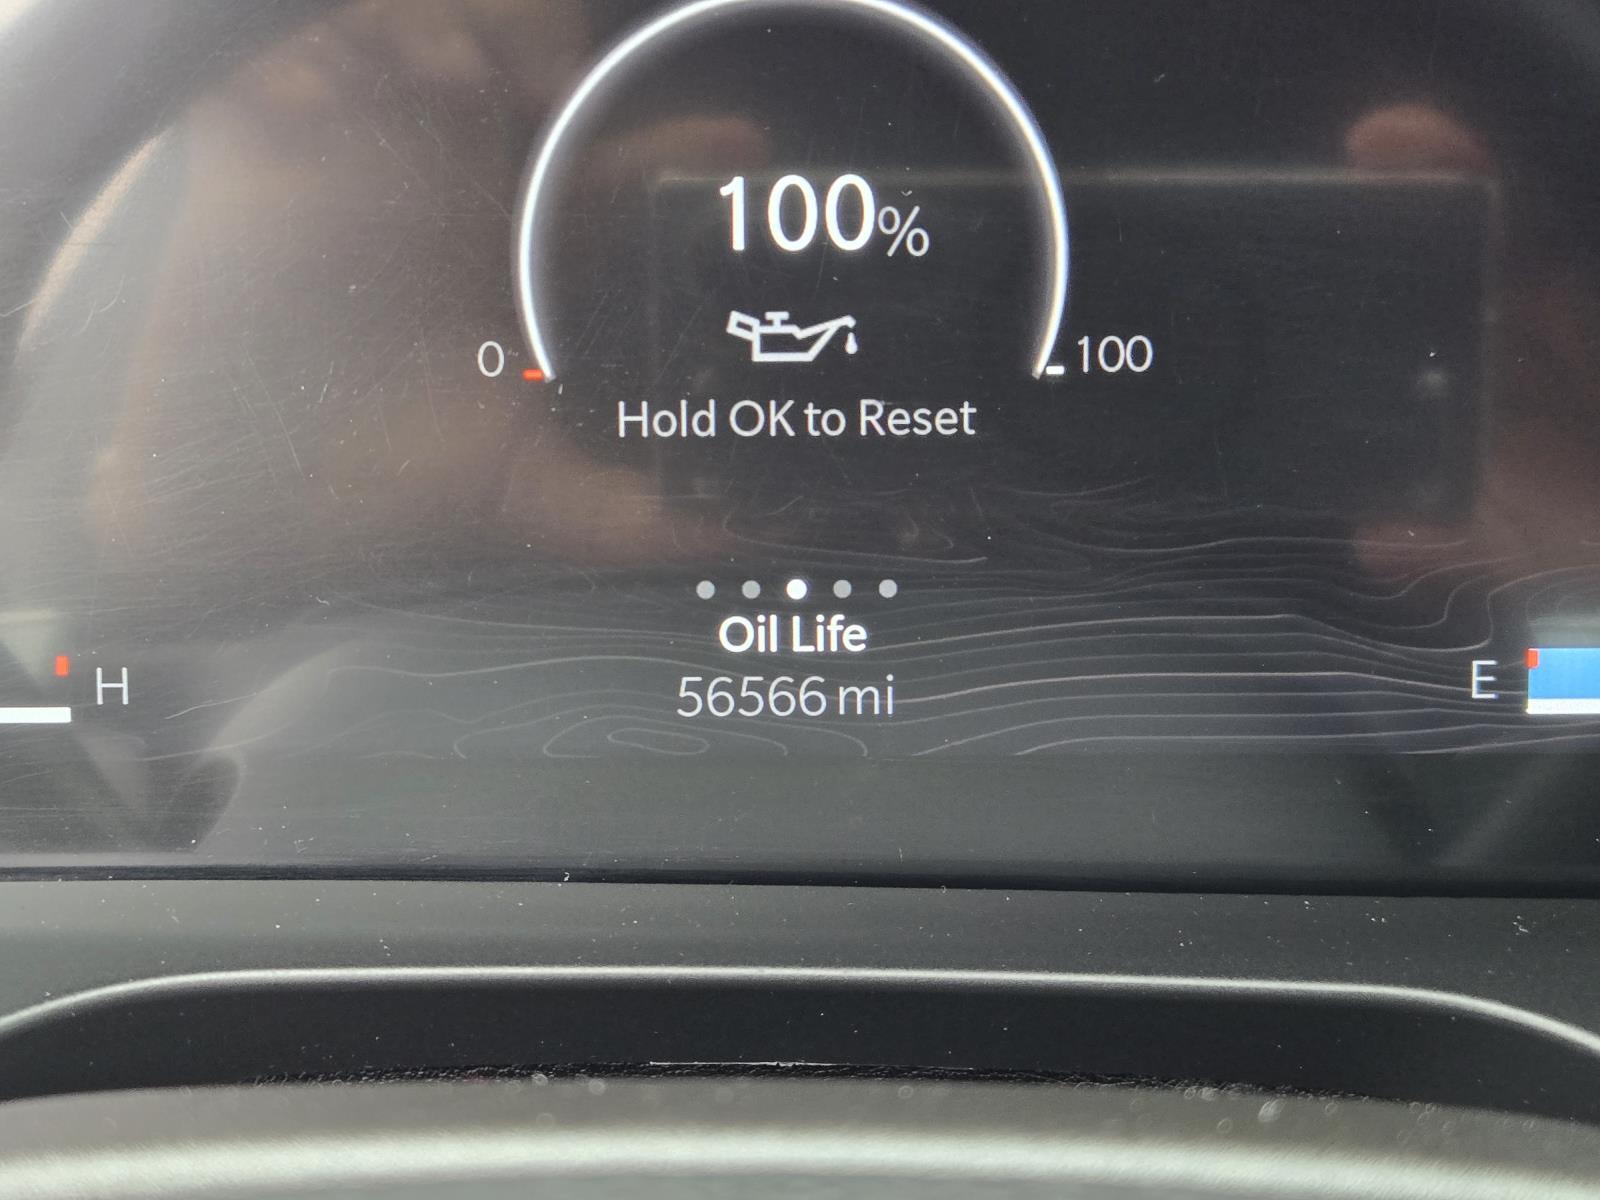 100%
0 100
Hold OK to Reset
Oil Life
H E
56566 mi